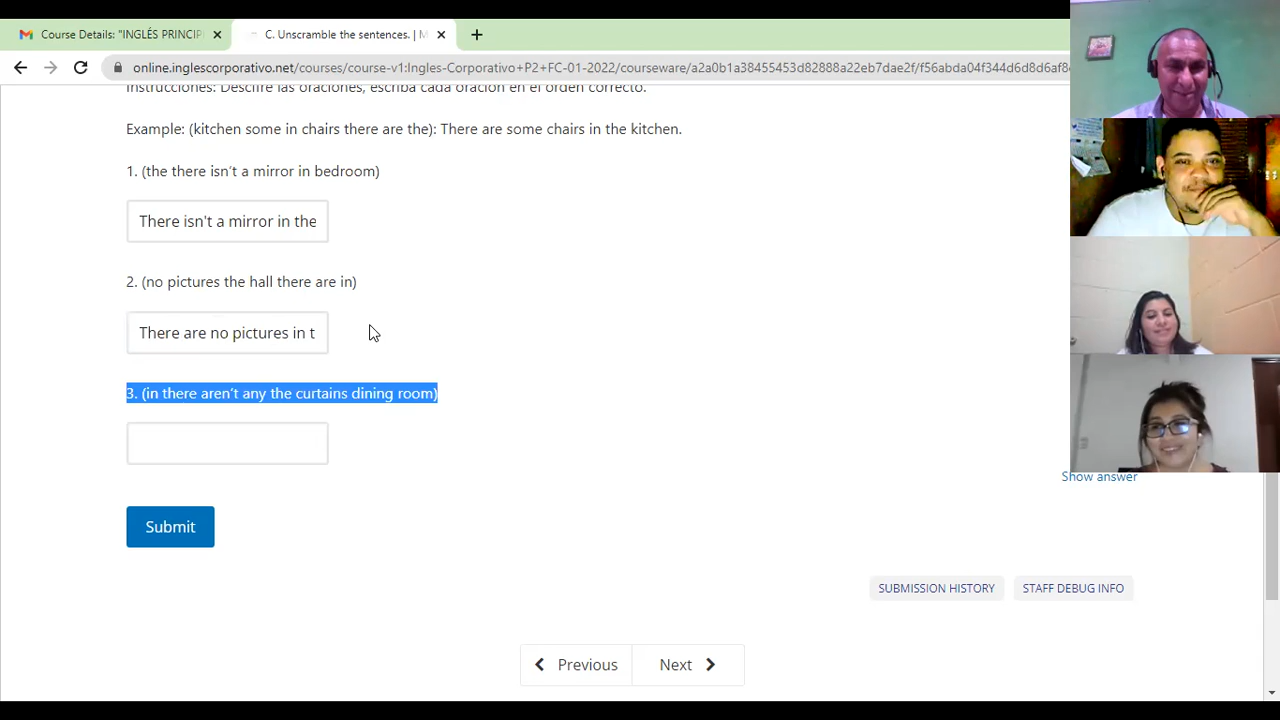 Course Details: "INGLÉS PRINCIPI
C. Unscramble the sentences. | M
online.inglescorporativo.net/courses/course-v1:Ingles-Corporativo+P2+FC-01-2022/courseware/a2a0b1a38455453d82888a22eb7dae2f/f56abda04f344d6d8d6af8
Instrucciones: Descifre las oraciones, escriba cada oración en el orden correcto.
Example: (kitchen some in chairs there are the): There are some chairs in the kitchen.
1. (the there isn’t a mirror in bedroom)
There isn't a mirror in the
2. (no pictures the hall there are in)
There are no pictures in t
3. (in there aren’t any the curtains dining room)
Show answer
Submit
SUBMISSION HISTORY
STAFF DEBUG INFO
Previous
Next